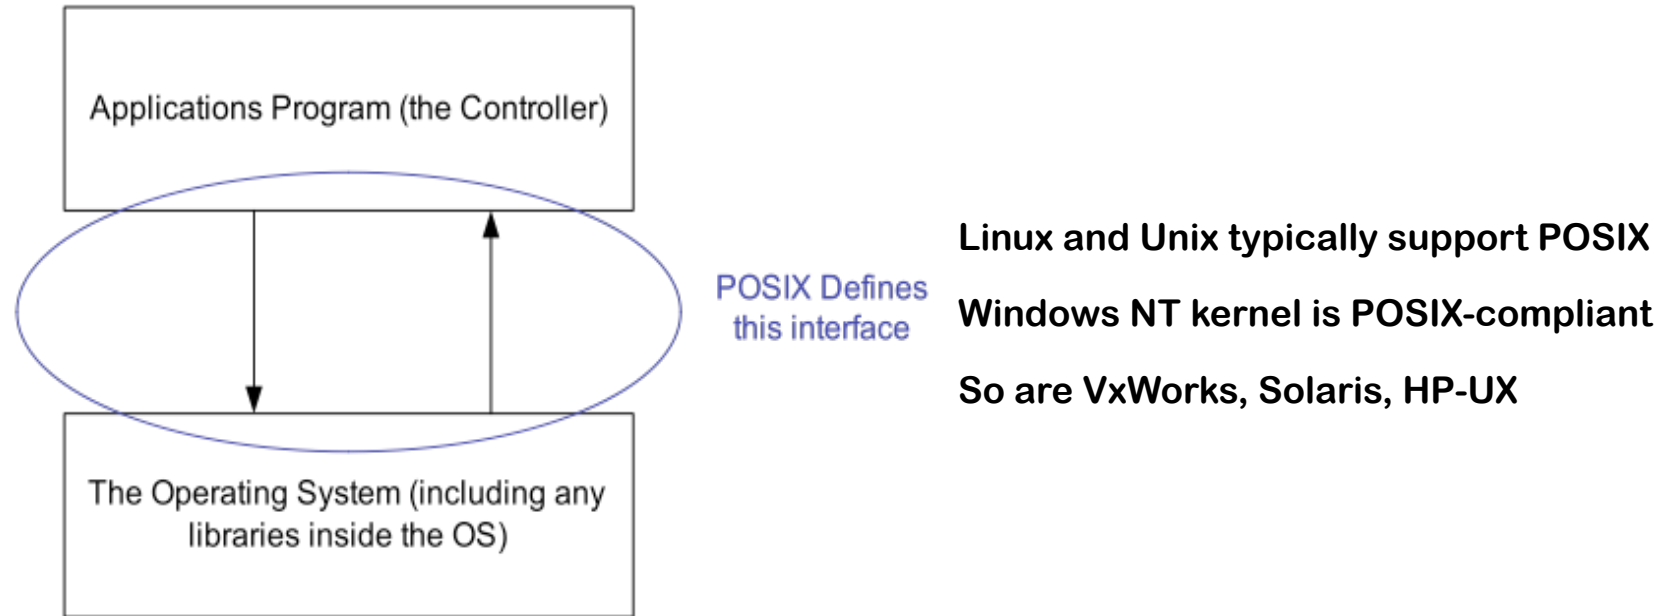 Applications Program (the Controller)
POSIX Defines
this interface
Linux and Unix typically support POSIX
Windows NT kernel is POSIX-compliant
So are VxWorks, Solaris, HP-UX
The Operating System (including any
libraries inside the OS)